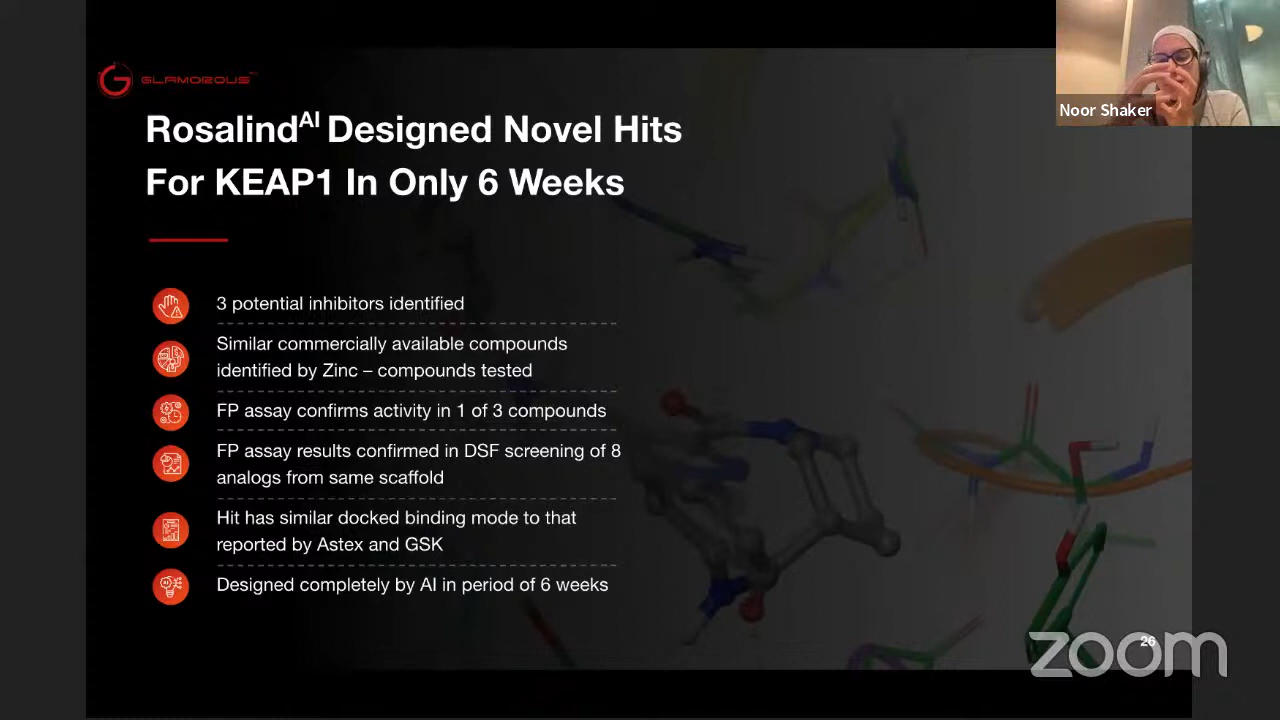 GLAMOROUS
Noor Shaker
Rosalind^AI Designed Novel Hits
For KEAP1 In Only 6 Weeks
3 potential inhibitors identified
Similar commercially available compounds
identified by Zinc – compounds tested
FP assay confirms activity in 1 of 3 compounds
FP assay results confirmed in DSF screening of 8
analogs from same scaffold
Hit has similar docked binding mode to that
reported by Astex and GSK
Designed completely by AI in period of 6 weeks
26
zoom